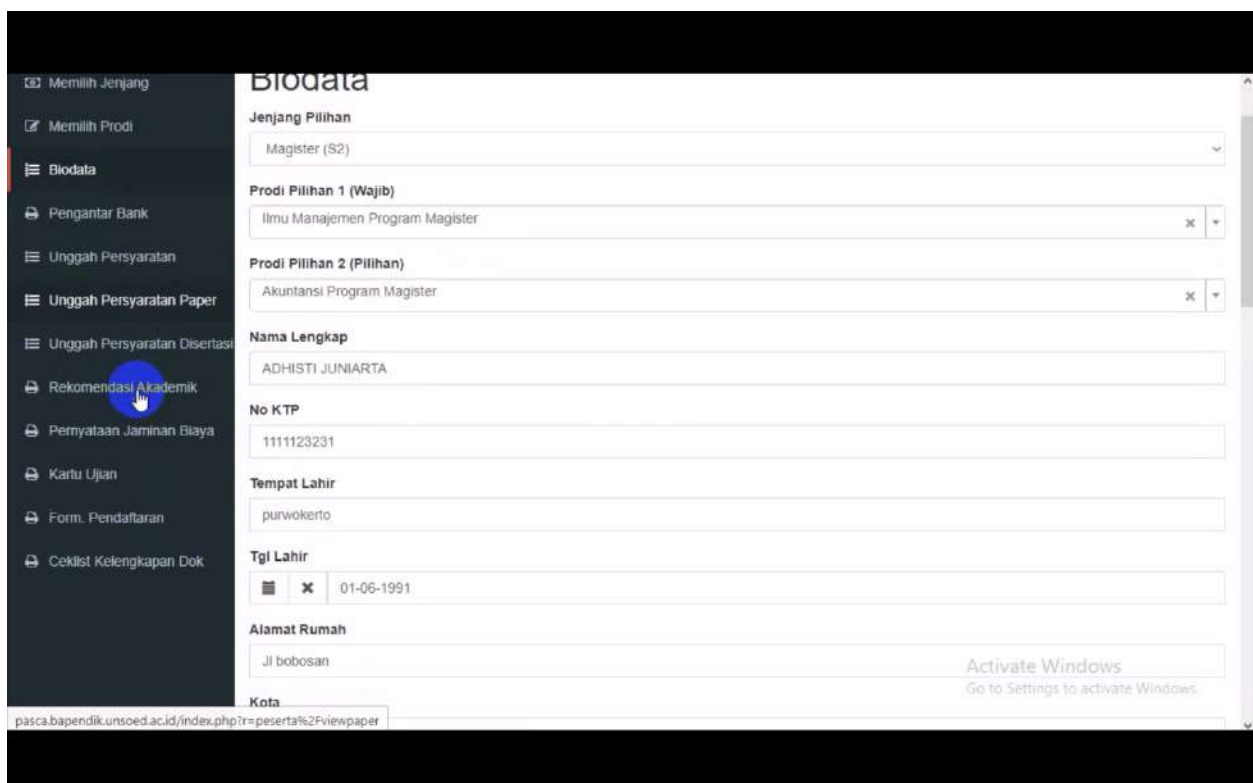 Memilih Jenjang
Memilih Prodi
Biodata
Pengantar Bank
Unggah Persyaratan
Unggah Persyaratan Paper
Unggah Persyaratan Disertasi
Rekomendasi Akademik
Pernyataan Jaminan Biaya
Kartu Ujian
Form. Pendaftaran
Ceklist Kelengkapan Dok
Biodata
Jenjang Pilihan
Magister (S2)
Prodi Pilihan 1 (Wajib)
Ilmu Manajemen Program Magister
Prodi Pilihan 2 (Pilihan)
Akuntansi Program Magister
Nama Lengkap
ADHISTI JUNIARTA
No KTP
1111123231
Tempat Lahir
purwokerto
Tgl Lahir
01-06-1991
Alamat Rumah
Jl bobosan
Kota
Activate Windows
Go to Settings to activate Windows.
pasca.bapendik.unsoed.ac.id/index.php?r=peserta%2Fviewpaper